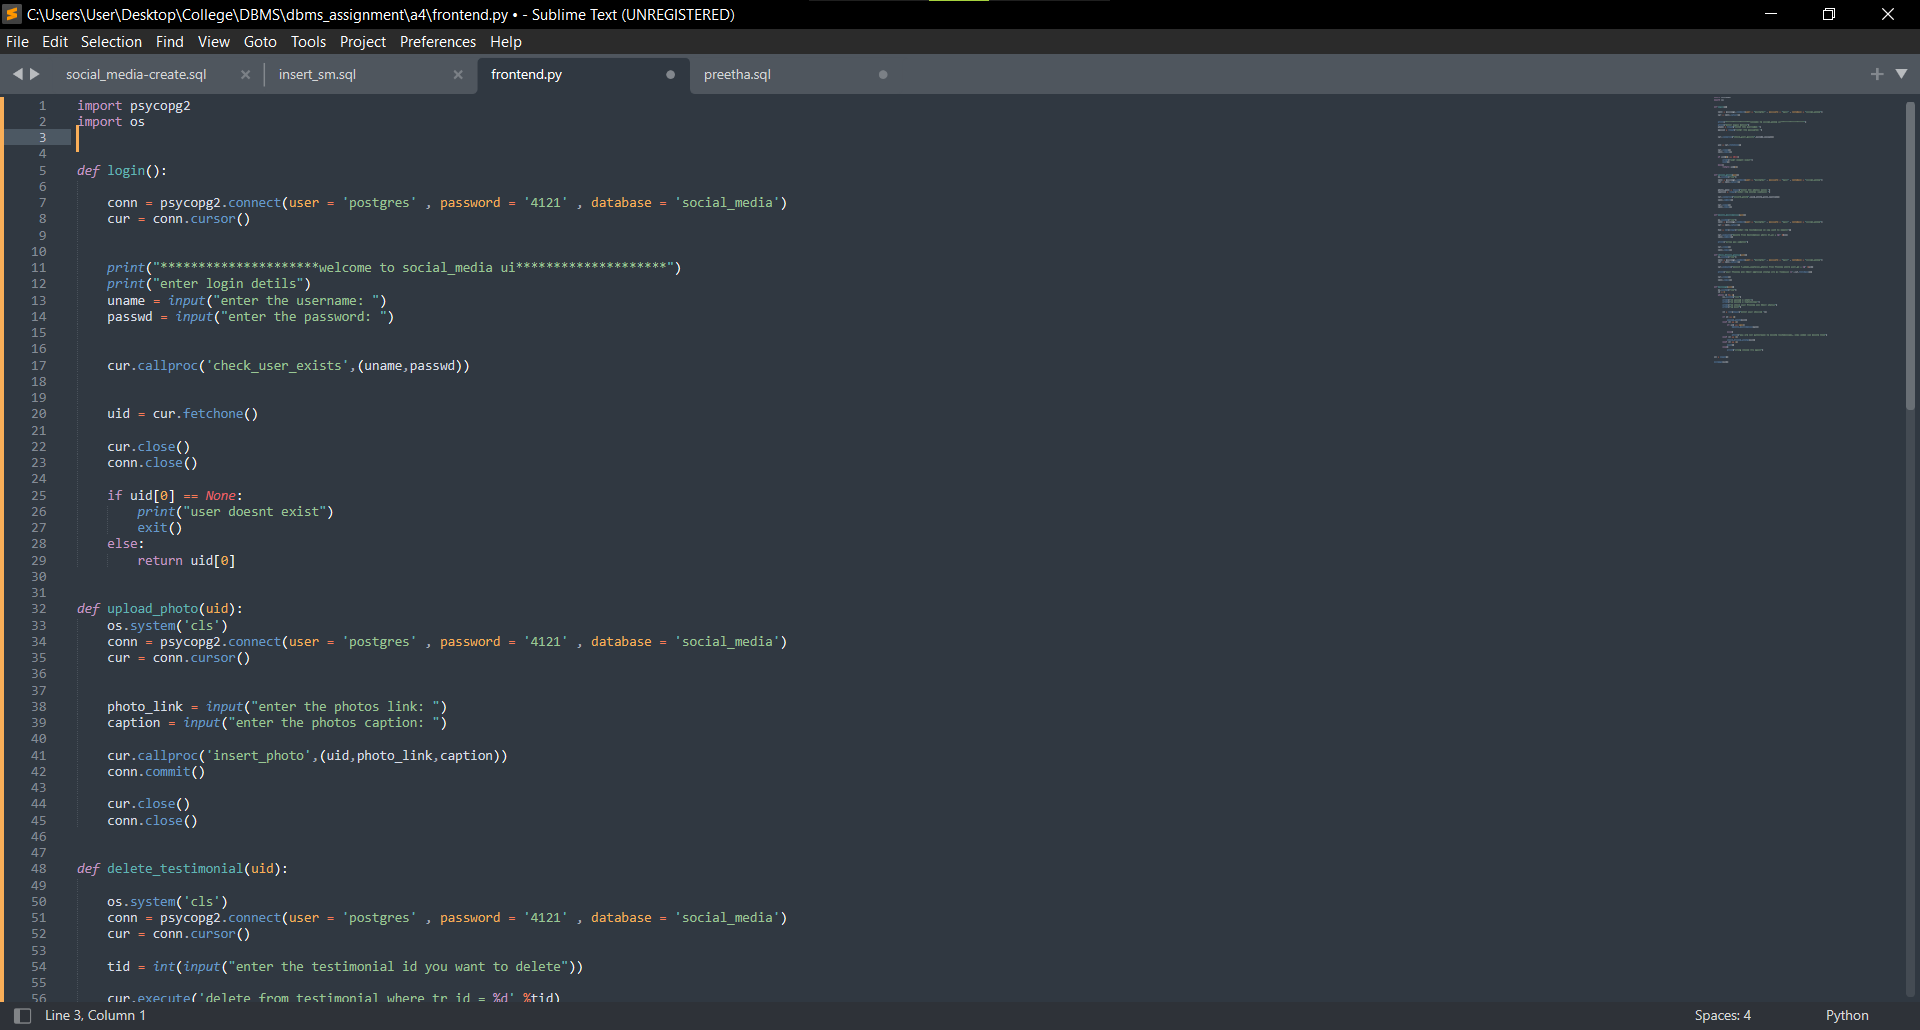 C:\Users\User\Desktop\College\DBMS\dbms_assignment\a4\frontend.py • - Sublime Text (UNREGISTERED)
File Edit Selection Find View Goto Tools Project Preferences Help
social_media-create.sql insert_sm.sql frontend.py preetha.sql
1 import psycopg2
2 import os
3
4
5 def login():
6
7 conn = psycopg2.connect(user = 'postgres' , password = '4121' , database = 'social_media')
8 cur = conn.cursor()
9
10
11 print("*********************welcome to social_media ui********************")
12 print("enter login detils")
13 uname = input("enter the username: ")
14 passwd = input("enter the password: ")
15
16
17 cur.callproc('check_user_exists',(uname,passwd))
18
19
20 uid = cur.fetchone()
21
22 cur.close()
23 conn.close()
24
25 if uid[0] == None:
26 print("user doesnt exist")
27 exit()
28 else:
29 return uid[0]
30
31
32 def upload_photo(uid):
33 os.system('cls')
34 conn = psycopg2.connect(user = 'postgres' , password = '4121' , database = 'social_media')
35 cur = conn.cursor()
36
37
38 photo_link = input("enter the photos link: ")
39 caption = input("enter the photos caption: ")
40
41 cur.callproc('insert_photo',(uid,photo_link,caption))
42 conn.commit()
43
44 cur.close()
45 conn.close()
46
47
48 def delete_testimonial(uid):
49
50 os.system('cls')
51 conn = psycopg2.connect(user = 'postgres' , password = '4121' , database = 'social_media')
52 cur = conn.cursor()
53
54 tid = int(input("enter the testimonial id you want to delete"))
55
56 cur.execute('delete from testimonial where tr_id = %d' %tid)
Line 3, Column 1 Spaces: 4 Python